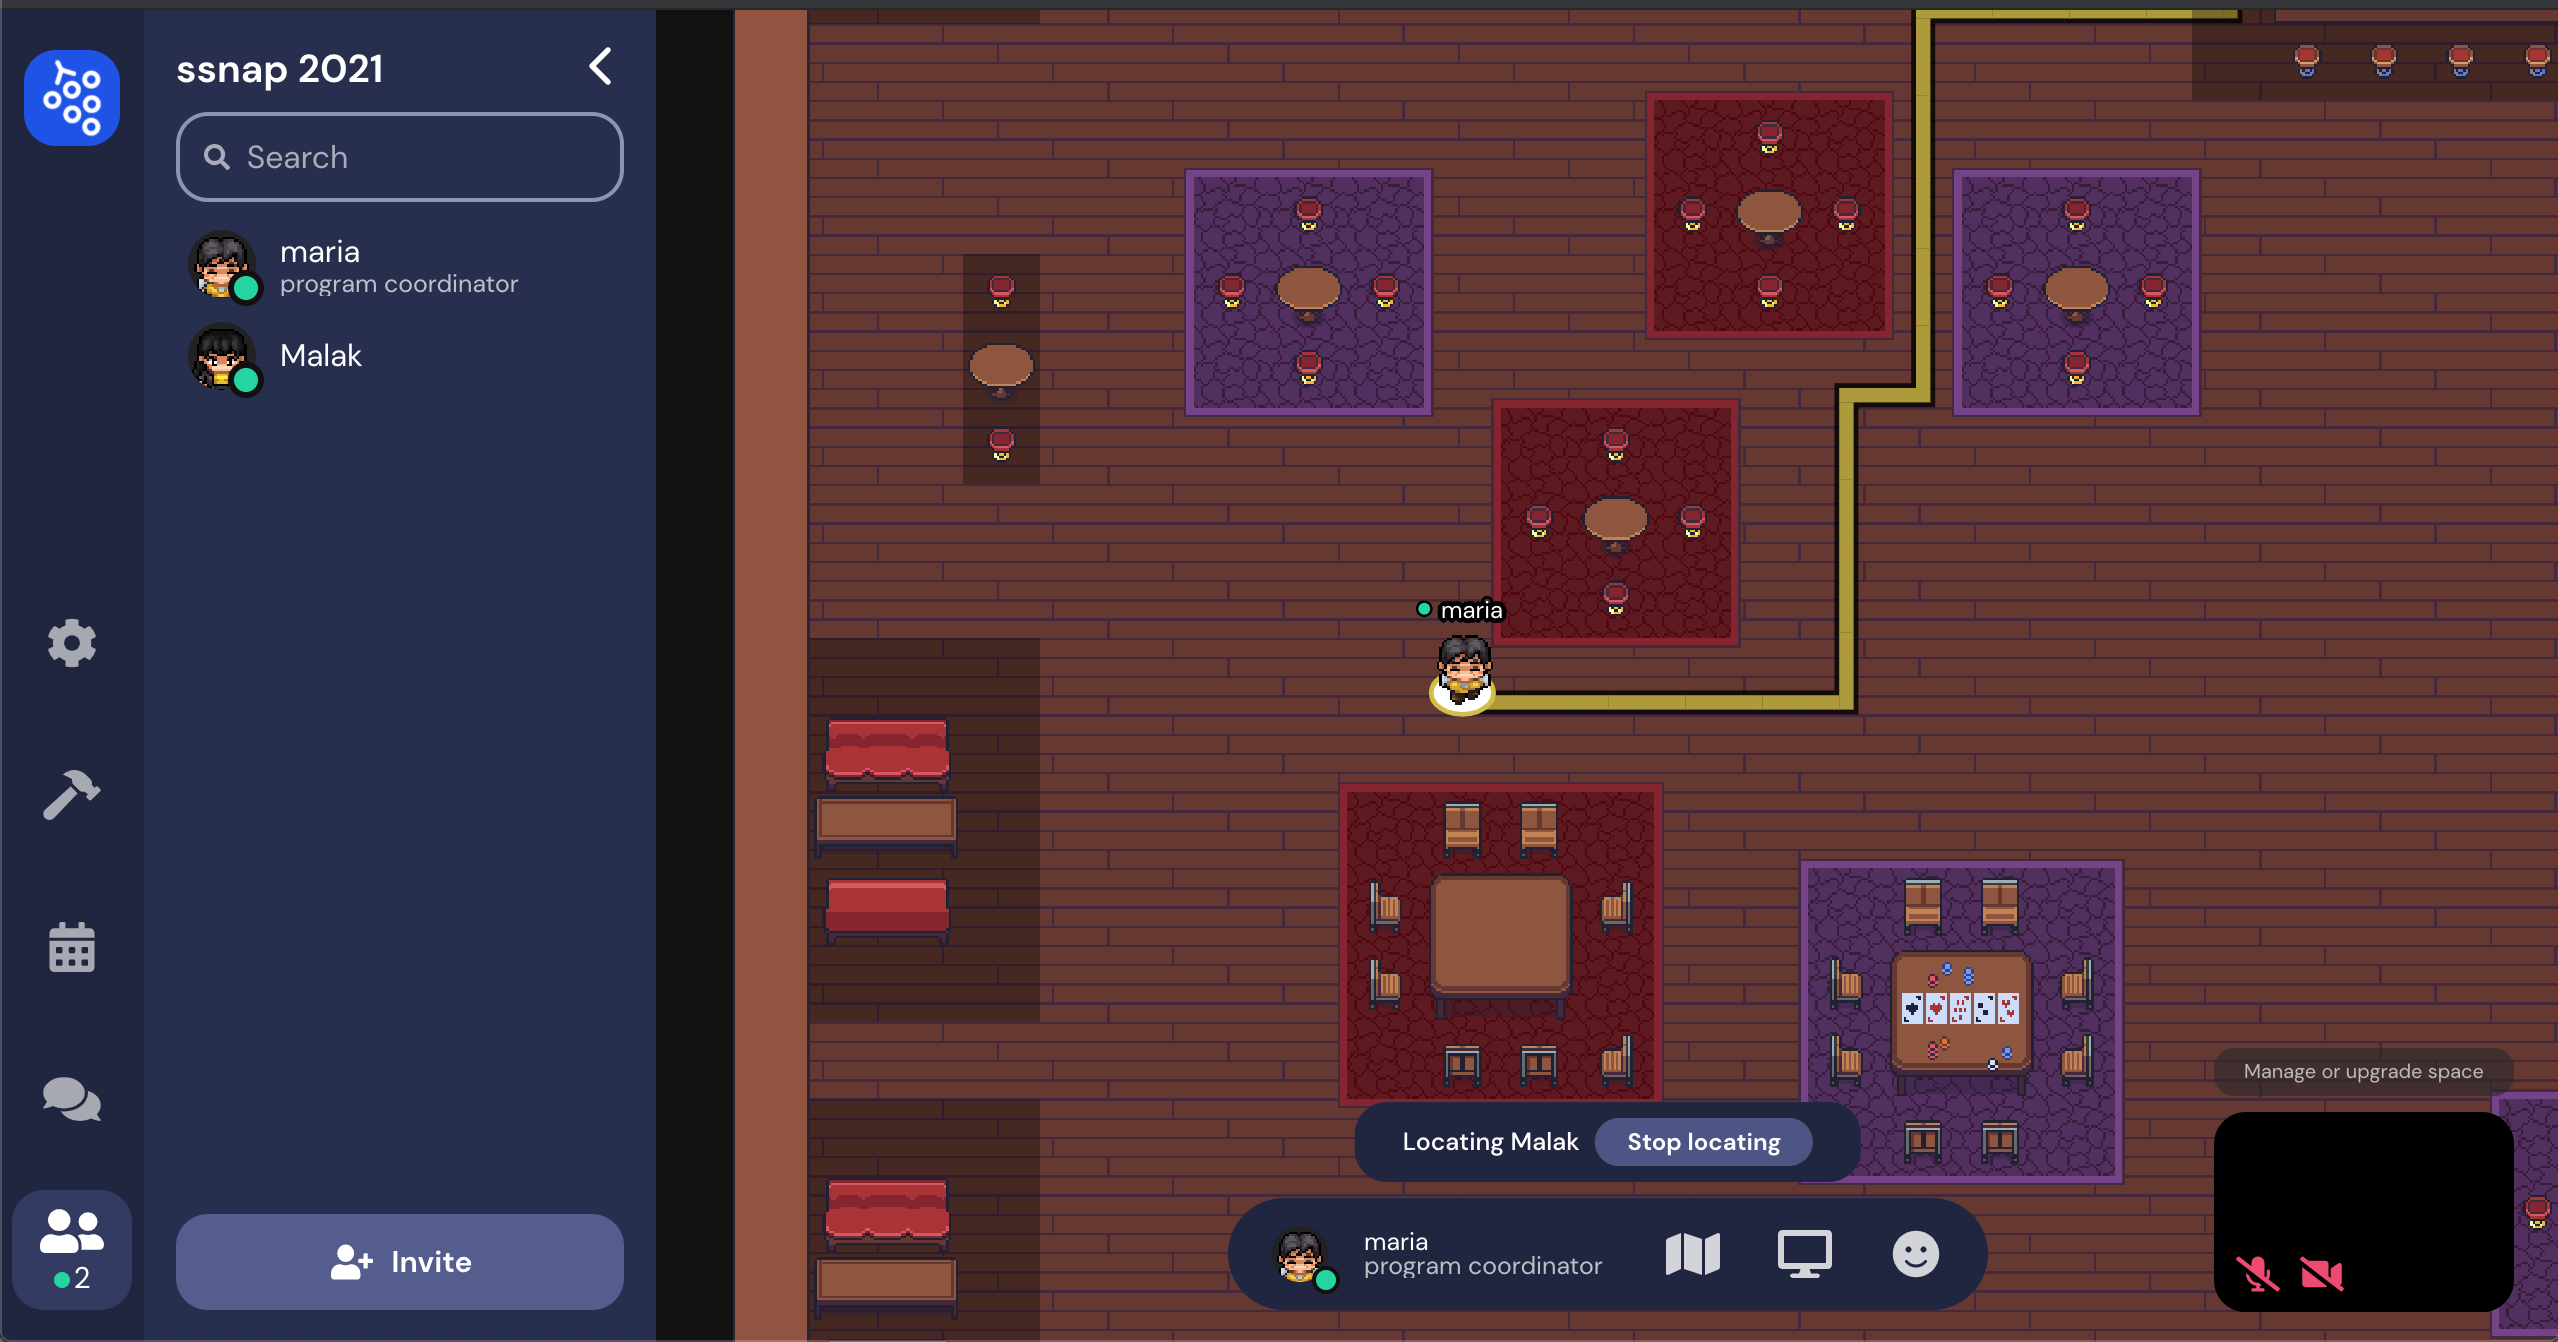 ssnap 2021
Search
maria
program coordinator
Malak
2
Invite
maria
Locating Malak
Stop locating
maria
program coordinator
Manage or upgrade space